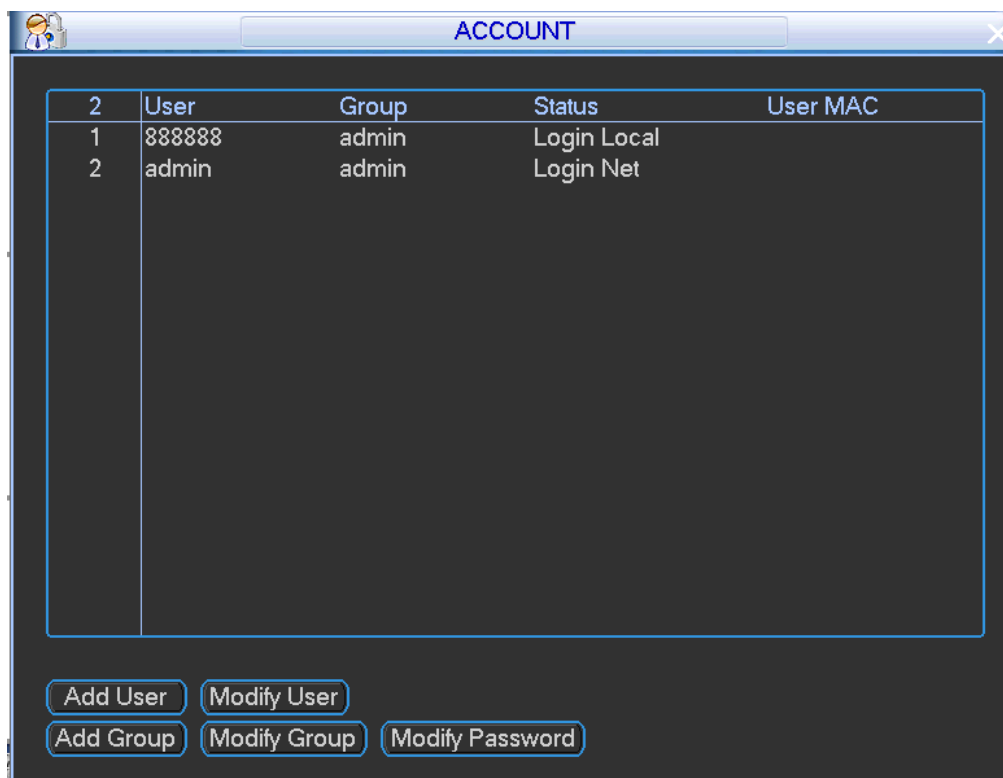 ACCOUNT
2 User Group Status User MAC
1 888888 admin Login Local
2 admin admin Login Net
Add User Modify User
Add Group Modify Group Modify Password